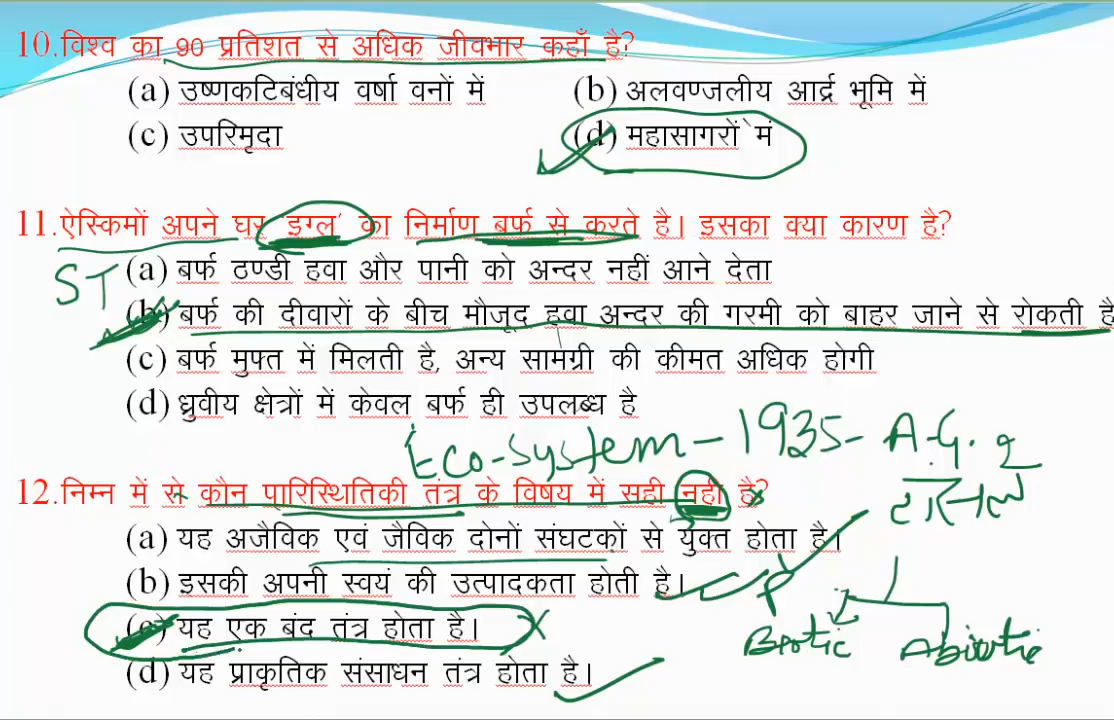 10.विश्व का 90 प्रतिशत से अधिक जीवभार कहाँ है?
(a) उष्णकटिबंधीय वर्षा वनों में (b) अलवणजलीय आर्द्र भूमि में
(c) उपरिमृदा (d) महासागरों में
11.ऐस्किमों अपने घर 'इग्लू' का निर्माण बर्फ से करते है। इसका क्या कारण है?
ST
(a) बर्फ ठण्डी हवा और पानी को अन्दर नहीं आने देता
(b) बर्फ की दीवारों के बीच मौजूद हवा अन्दर की गरमी को बाहर जाने से रोकती है
(c) बर्फ मुफ्त में मिलती है, अन्य सामग्री की कीमत अधिक होगी
(d) ध्रुवीय क्षेत्रों में केवल बर्फ ही उपलब्ध है
Eco-System - 1935- A.G.
12.निम्न में से कौन पारिस्थितिकी तंत्र के विषय में सही नही है?
(a) यह अजैविक एवं जैविक दोनों संघटकों से युक्त होता है।
(b) इसकी अपनी स्वयं की उत्पादकता होती है।
(c) यह एक बंद तंत्र होता है।
Biotic Abiotic
(d) यह प्राकृतिक संसाधन तंत्र होता है।